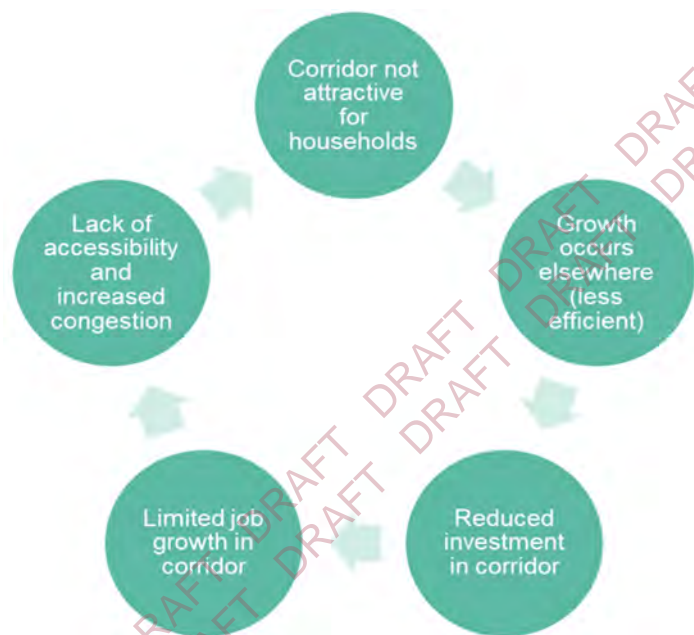 Corridor not
attractive
for
households
Growth
occurs
elsewhere
(less
efficient)
Reduced
investment
in corridor
Limited job
growth in
corridor
Lack of
accessibility
and
increased
congestion
DRAFT DRAFT DRAFT DRAFT DRAFT
DRAFT DRAFT DRAFT DRAFT